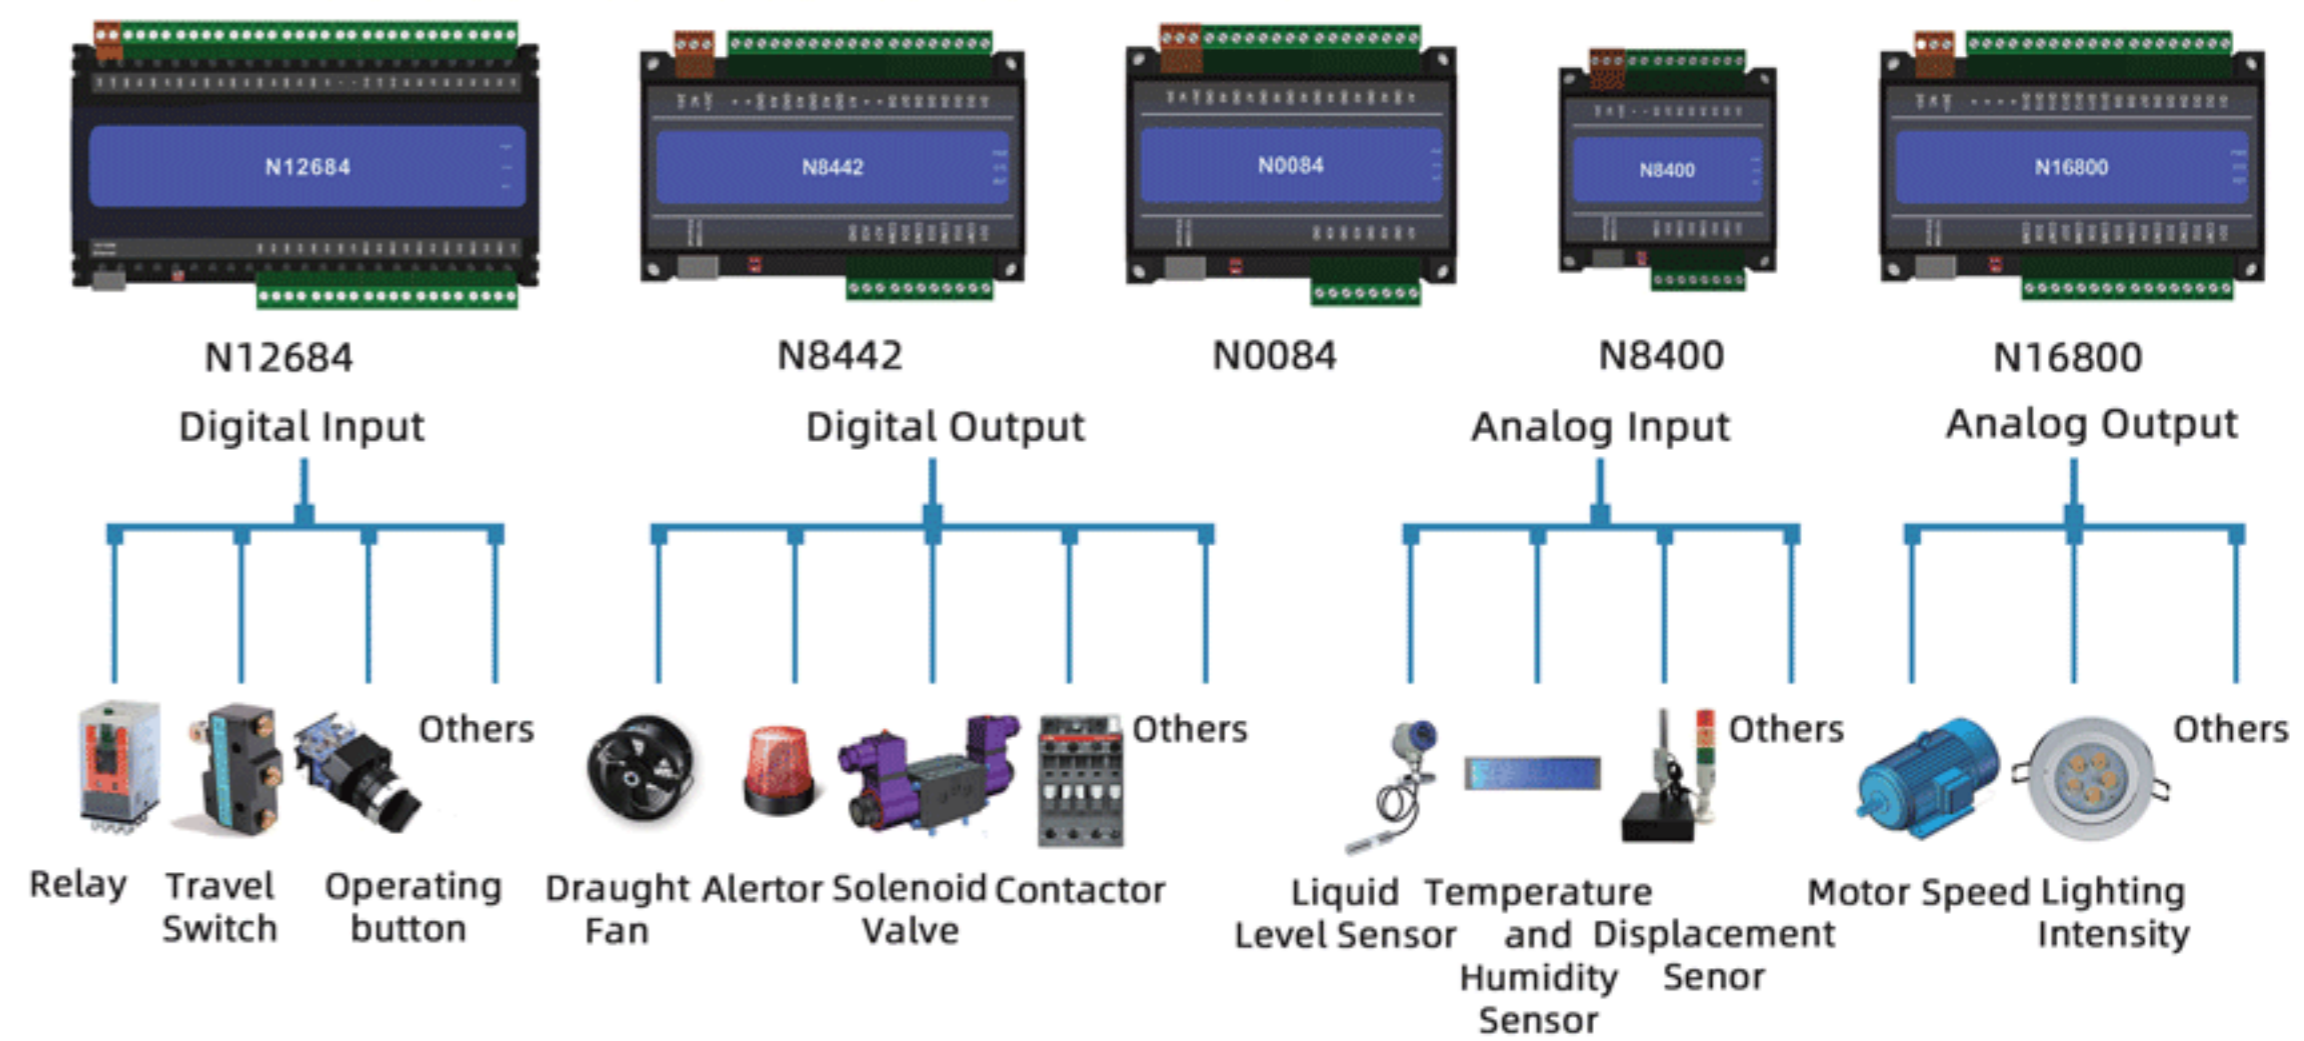 N12684
N8442
N0084
N8400
N16800
N12684
N8442
N0084
N8400
N16800
Digital Input
Digital Output
Analog Input
Analog Output
Others
Others
Others
Others
Relay
Travel
Switch
Operating
button
Draught
Fan
Alertor
Solenoid
Valve
Contactor
Liquid
Level Sensor
Temperature
and
Humidity
Sensor
Displacement
Senor
Motor Speed
Lighting
Intensity